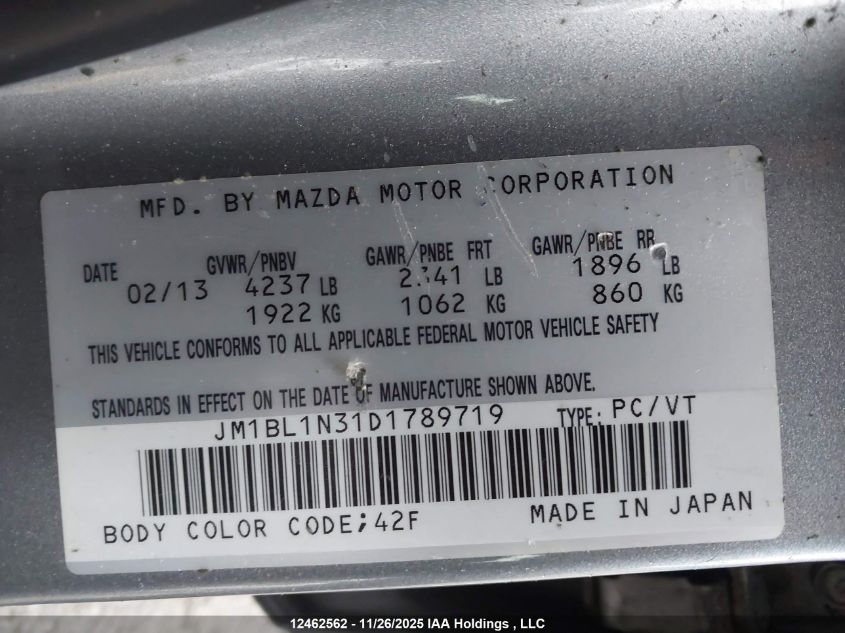 MFD. BY MAZDA MOTOR CORPORATION
DATE GVWR/PNBV GAWR/PNBE FRT GAWR/PNBE RR
02/13 4237 LB 2341 LB 1896 LB
1922 KG 1062 KG 860 KG
THIS VEHICLE CONFORMS TO ALL APPLICABLE FEDERAL MOTOR VEHICLE SAFETY
STANDARDS IN EFFECT ON THE DATE OF MANUFACTURE SHOWN ABOVE.
JM1BL1N31D1789719 TYPE: PC/VT
BODY COLOR CODE;42F MADE IN JAPAN
12462562 - 11/26/2025 IAA Holdings , LLC